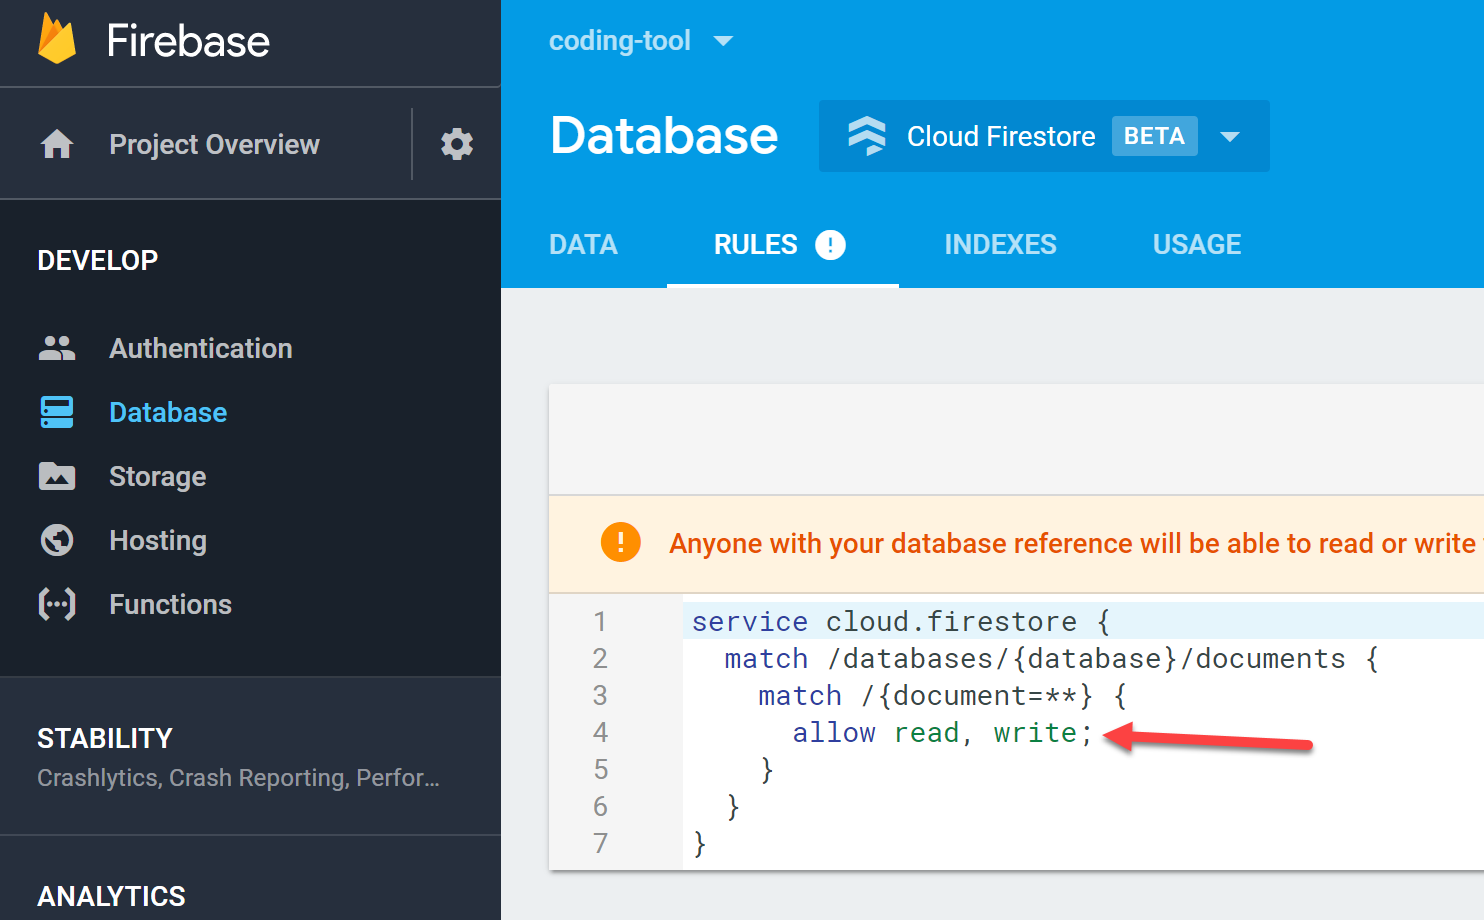 Firebase
Project Overview
DEVELOP
Authentication
Database
Storage
Hosting
Functions
STABILITY
Crashlytics, Crash Reporting, Perfor...
ANALYTICS
coding-tool
Database
Cloud Firestore BETA
DATA RULES ! INDEXES USAGE
! Anyone with your database reference will be able to read or write
1 service cloud.firestore {
2 match /databases/{database}/documents {
3 match /{document=**} {
4 allow read, write;
5 }
6 }
7 }